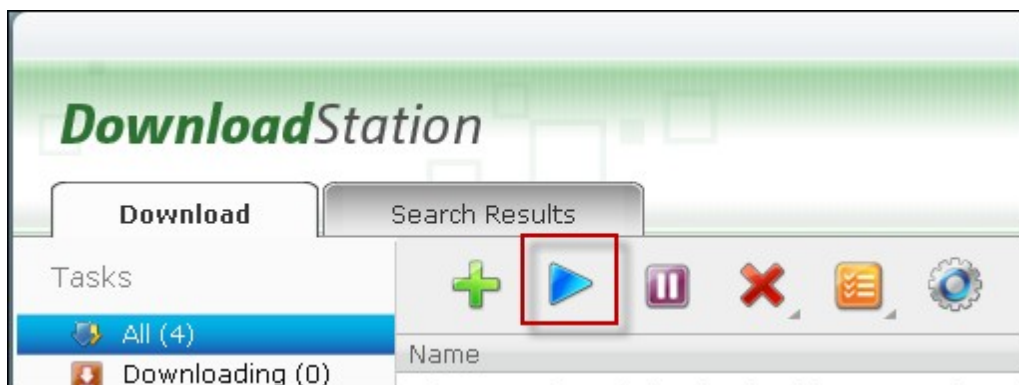 DownloadStation
Download
Search Results
Tasks
All (4)
Name
Downloading (0)